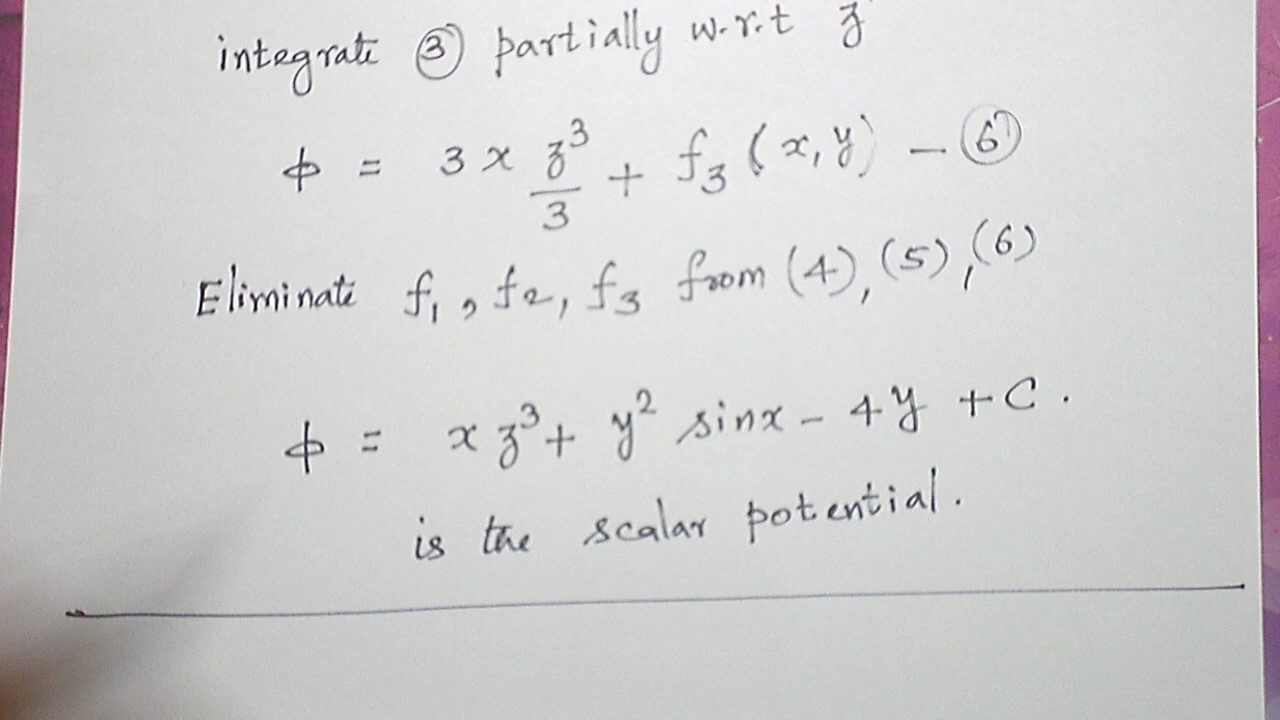 integrate ③ partially w.r.t z
ϕ = 3 x z³/3 + f₃ (x, y) - ⑥
Eliminate f₁, f₂, f₃ from (4), (5), (6)
ϕ = x z³ + y² sinx - 4y + C.
is the scalar potential.